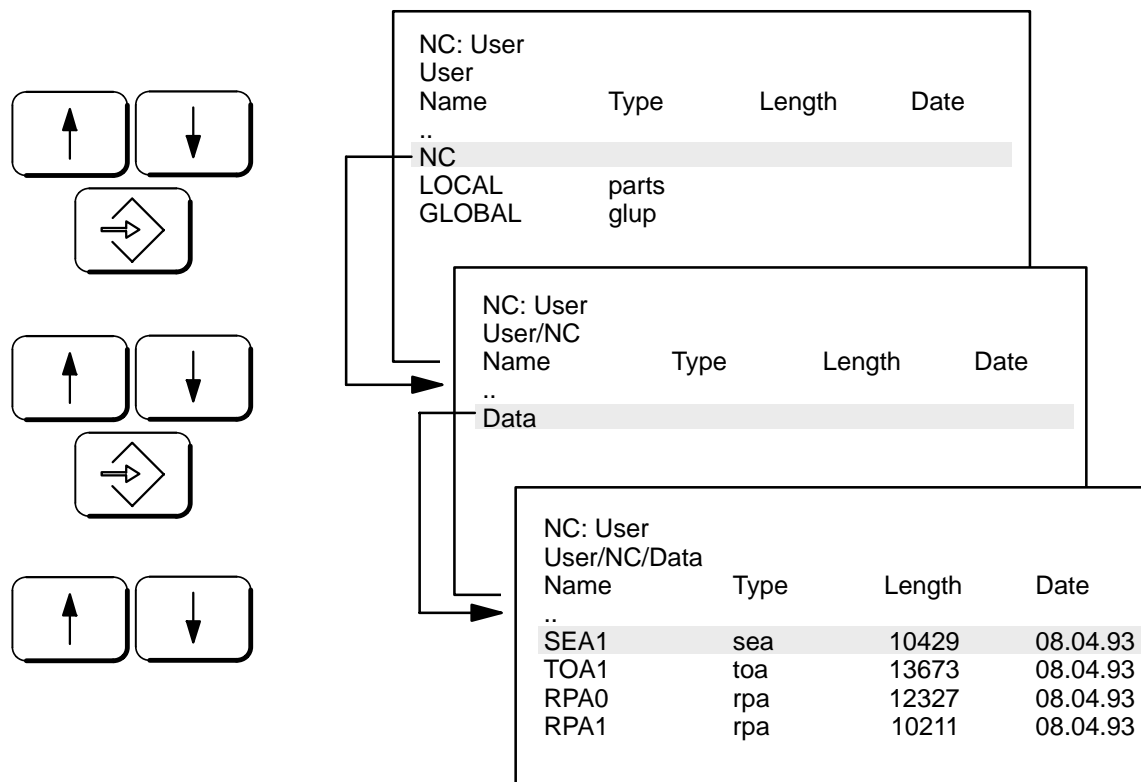 NC: User
User
Name Type Length Date
..
NC
LOCAL parts
GLOBAL glup
NC: User
User/NC
Name Type Length Date
..
Data
NC: User
User/NC/Data
Name Type Length Date
..
SEA1 sea 10429 08.04.93
TOA1 toa 13673 08.04.93
RPA0 rpa 12327 08.04.93
RPA1 rpa 10211 08.04.93